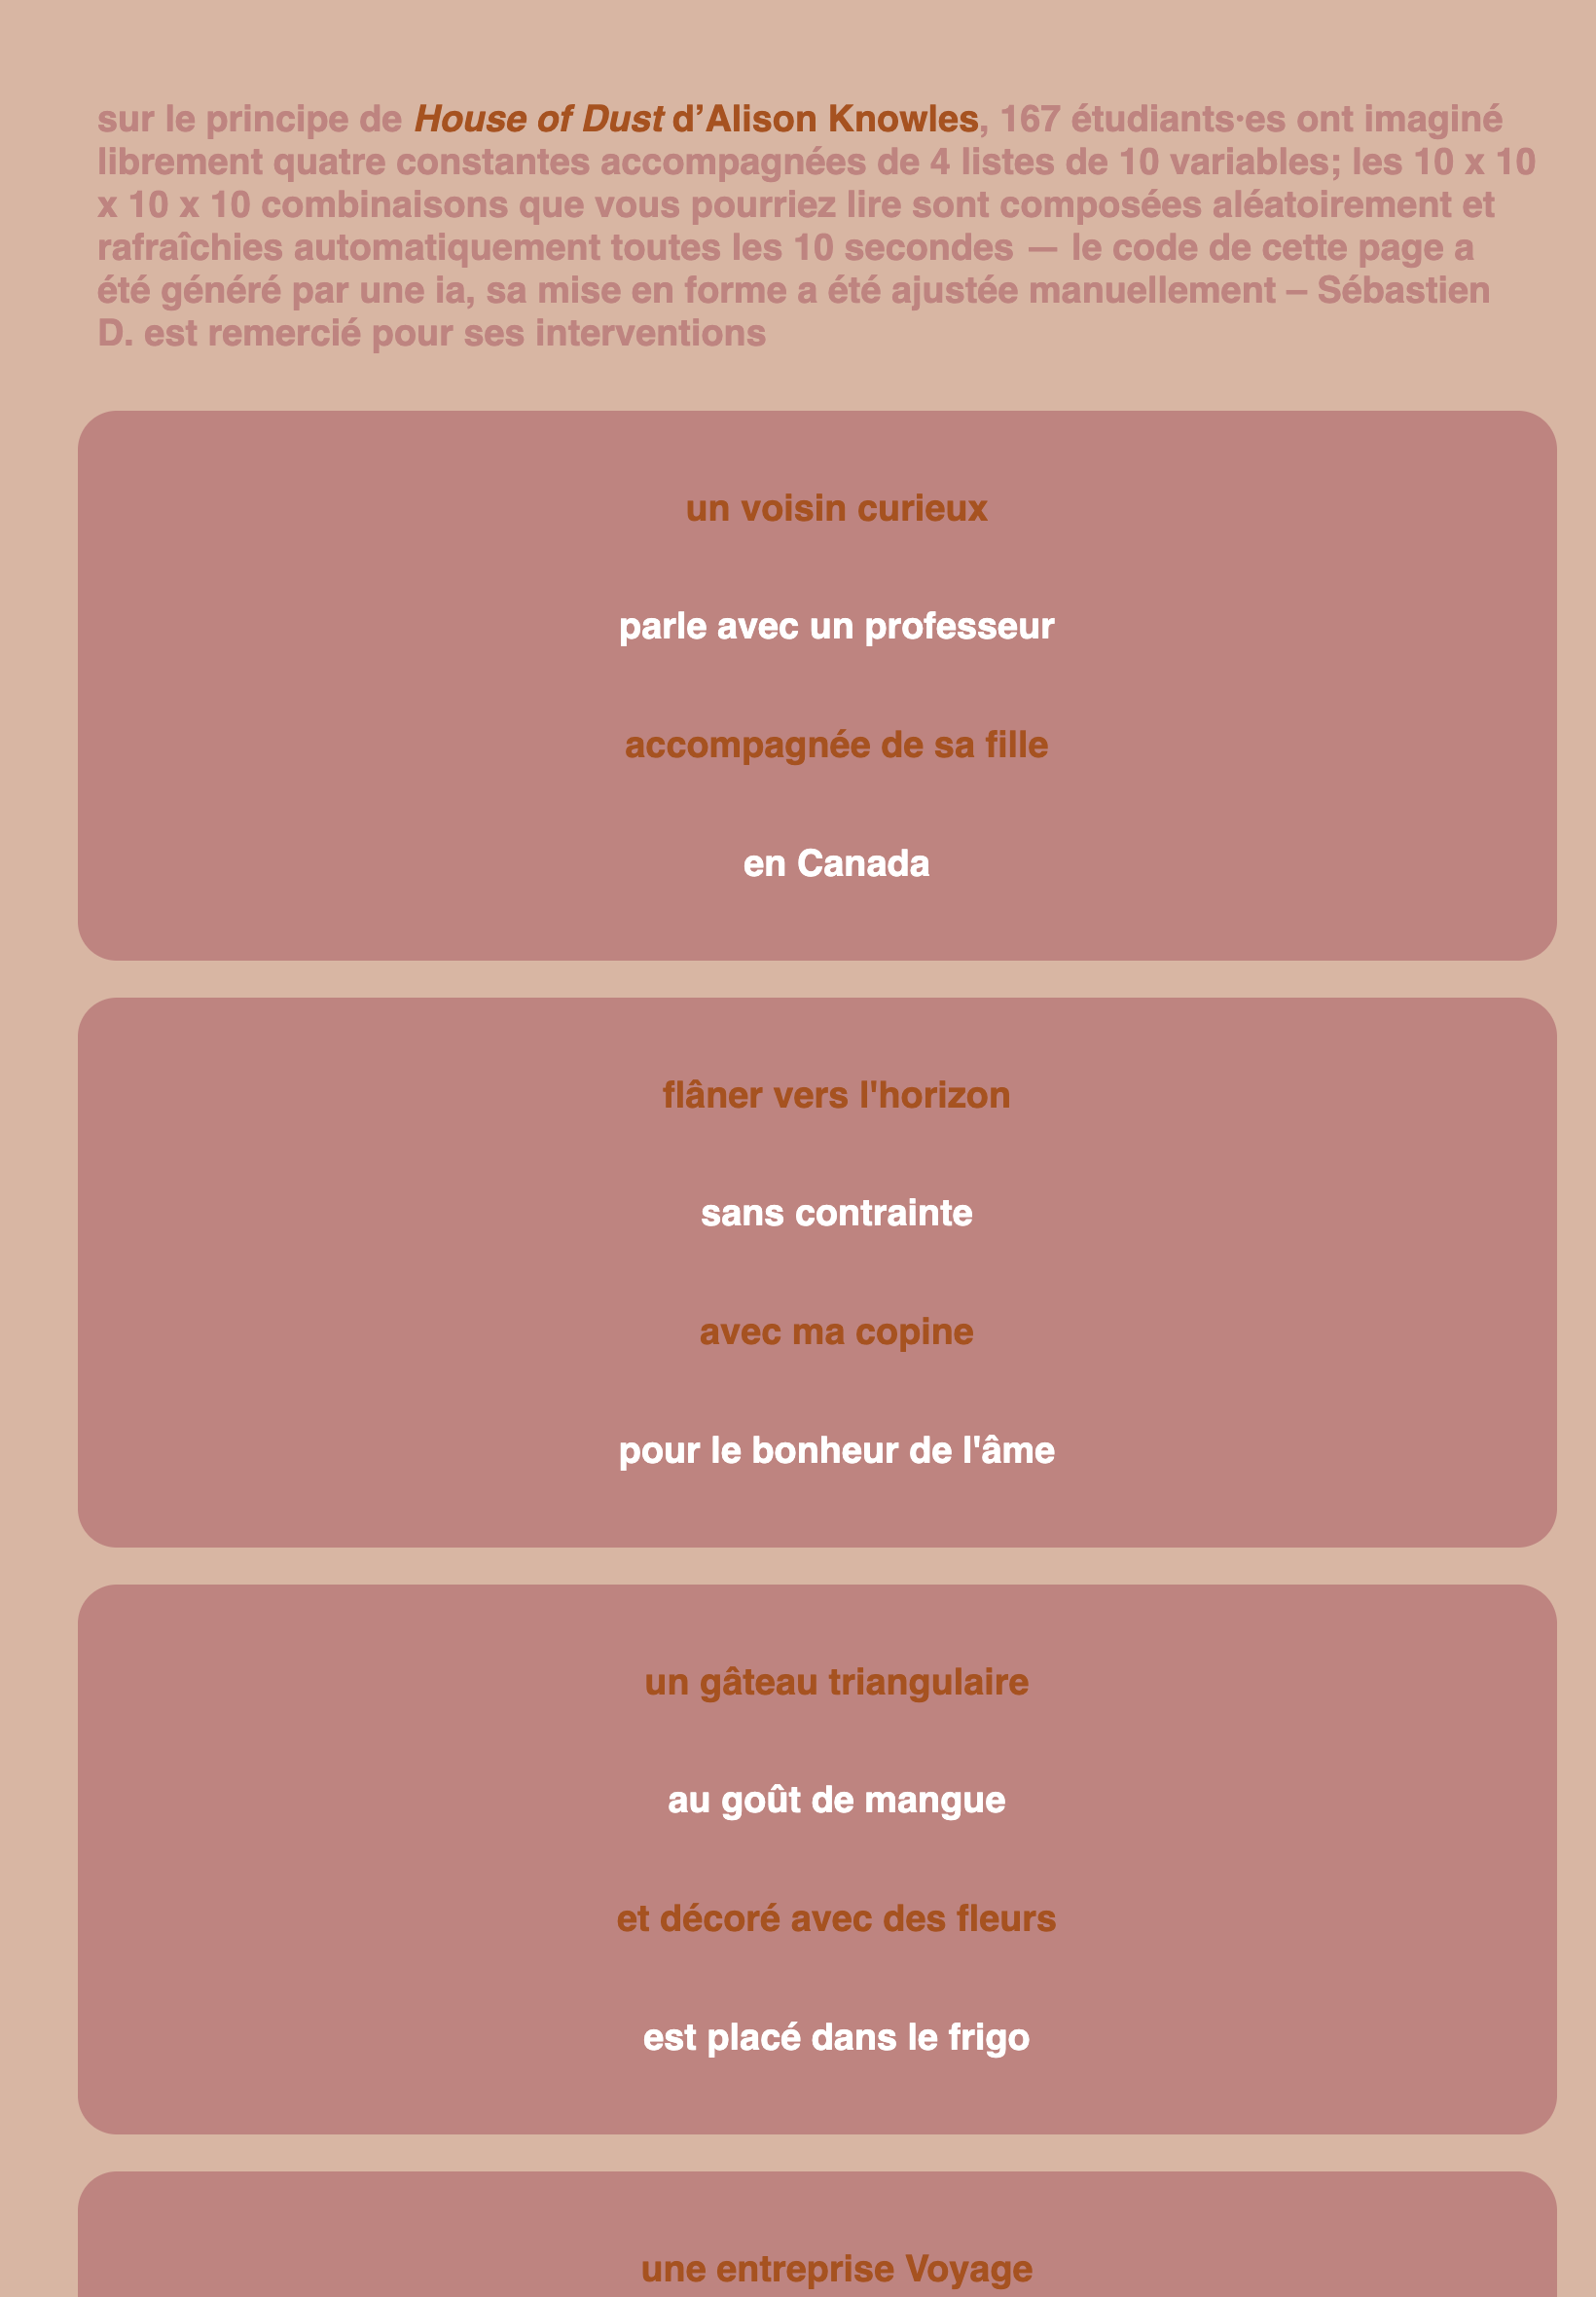 sur le principe de House of Dust d’Alison Knowles, 167 étudiants·es ont imaginé
librement quatre constantes accompagnées de 4 listes de 10 variables; les 10 x 10
x 10 x 10 combinaisons que vous pourriez lire sont composées aléatoirement et
rafraîchies automatiquement toutes les 10 secondes — le code de cette page a
été généré par une ia, sa mise en forme a été ajustée manuellement – Sébastien
D. est remercié pour ses interventions
un voisin curieux
parle avec un professeur
accompagnée de sa fille
en Canada
flâner vers l'horizon
sans contrainte
avec ma copine
pour le bonheur de l'âme
un gâteau triangulaire
au goût de mangue
et décoré avec des fleurs
est placé dans le frigo
une entreprise Voyage